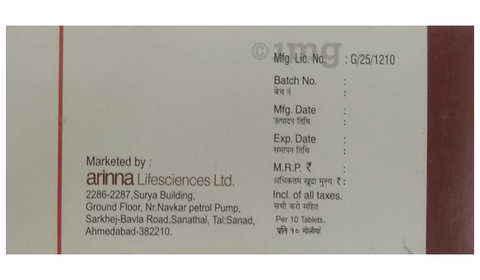 © 1mg
Mfg. Lic. No. : G/25/1210
Batch No. :
बेच नं :
Mfg. Date :
उत्पादन तिथि :
Exp. Date :
समापन तिथि :
M.R.P. ₹ :
अधिकतम खुद्रा मुल्य ₹ :
Incl. of all taxes.
सभी करो सहित
Per 10 Tablets.
प्रति १० गोलीयां
Marketed by :
arinna Lifesciences Ltd.
2286-2287,Surya Building,
Ground Floor, Nr.Navkar petrol Pump,
Sarkhej-Bavla Road,Sanathal, Tal:Sanad,
Ahmedabad-382210.